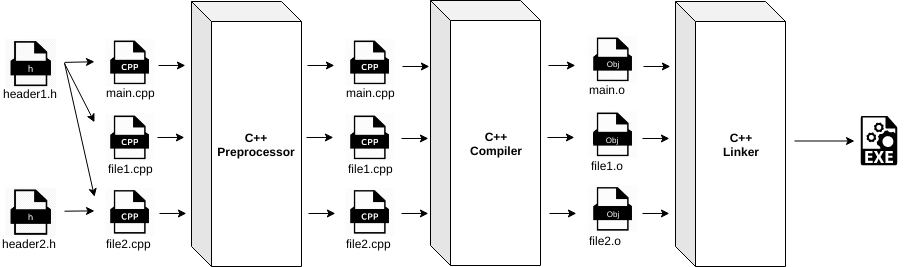 h
header1.h
CPP
main.cpp
CPP
file1.cpp
h
header2.h
CPP
file2.cpp
C++
Preprocessor
CPP
main.cpp
CPP
file1.cpp
CPP
file2.cpp
C++
Compiler
Obj
main.o
Obj
file1.o
Obj
file2.o
C++
Linker
EXE